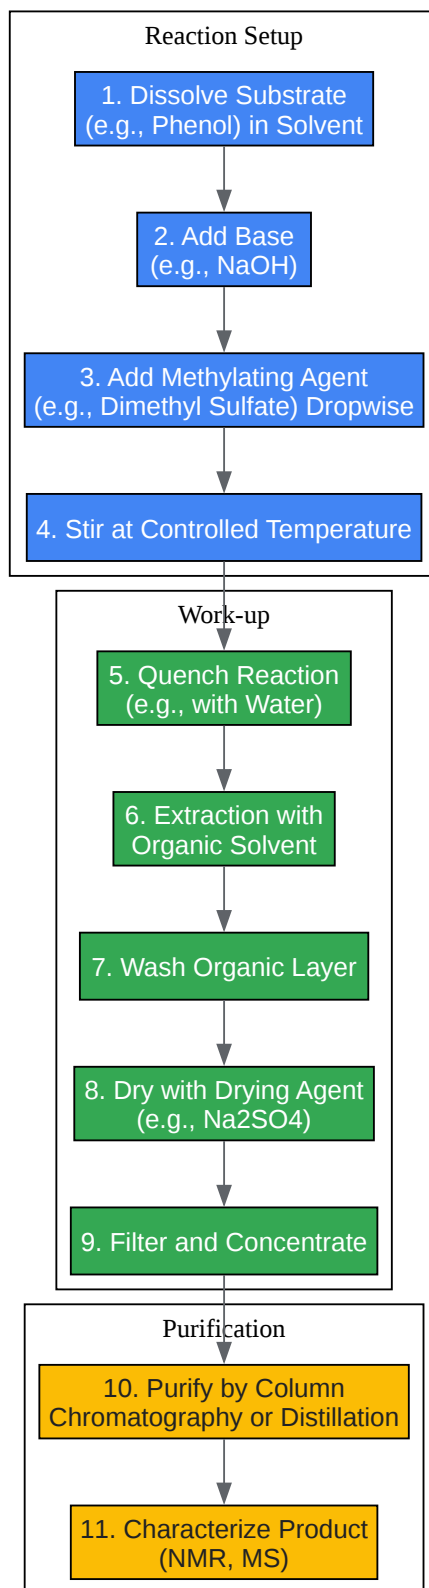 Reaction Setup
1. Dissolve Substrate
(e.g., Phenol) in Solvent
2. Add Base
(e.g., NaOH)
3. Add Methylating Agent
(e.g., Dimethyl Sulfate) Dropwise
4. Stir at Controlled Temperature
Work-up
5. Quench Reaction
(e.g., with Water)
6. Extraction with
Organic Solvent
7. Wash Organic Layer
8. Dry with Drying Agent
(e.g., Na2SO4)
9. Filter and Concentrate
Purification
10. Purify by Column
Chromatography or Distillation
11. Characterize Product
(NMR, MS)